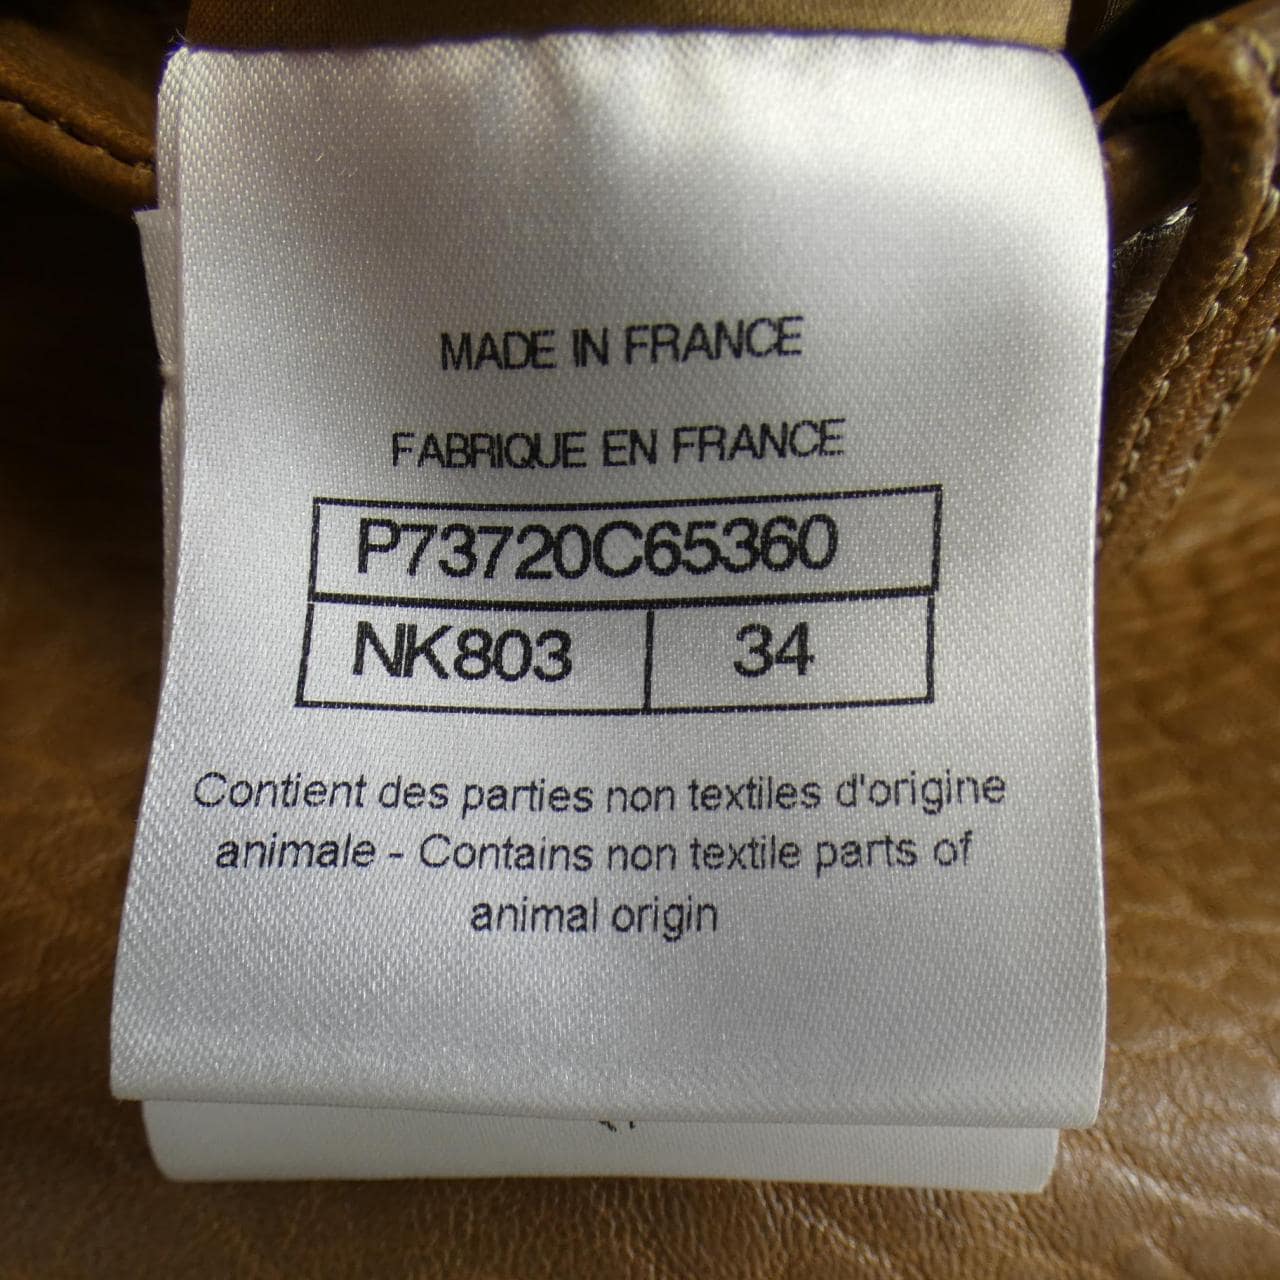 MADE IN FRANCE
FABRIQUE EN FRANCE
P73720C65360
NK803 34
Contient des parties non textiles d'origine
animale - Contains non textile parts of
animal origin